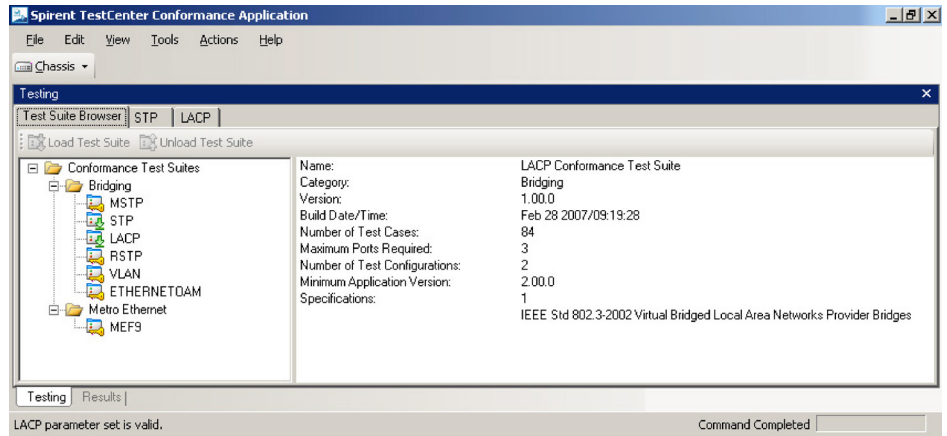 Spirent TestCenter Conformance Application
File Edit View Tools Actions Help
Chassis
Testing
Test Suite Browser STP LACP
Load Test Suite Unload Test Suite
Conformance Test Suites
Bridging
MSTP
STP
LACP
RSTP
VLAN
ETHERNETOAM
Metro Ethernet
MEF9
Name: LACP Conformance Test Suite
Category: Bridging
Version: 1.00.0
Build Date/Time: Feb 28 2007/09:19:28
Number of Test Cases: 84
Maximum Ports Required: 3
Number of Test Configurations: 2
Minimum Application Version: 2.00.0
Specifications: 1
IEEE Std 802.3-2002 Virtual Bridged Local Area Networks Provider Bridges
Testing Results
LACP parameter set is valid. Command Completed